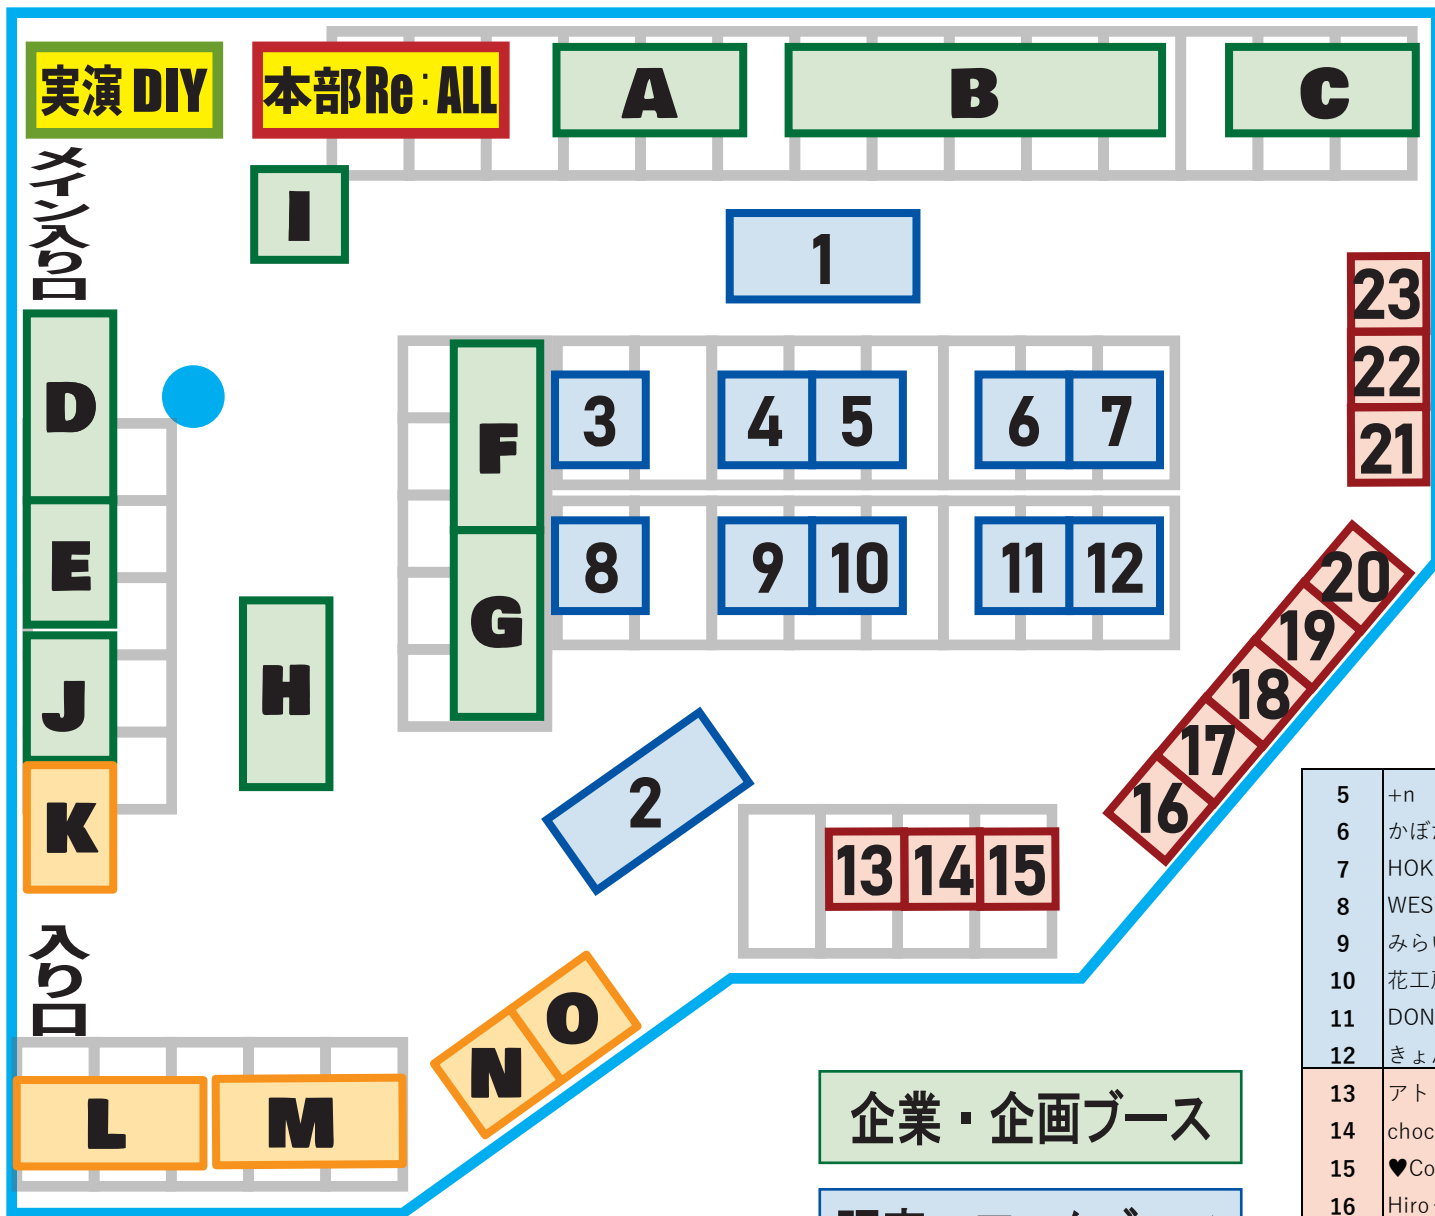 実演 DIY
本部Re：ALL
A
B
C
メイン入り口
I
1
23
22
21
D
E
J
K
F
G
H
3
4
5
6
7
8
9
10
11
12
20
19
18
17
16
2
13
14
15
入り口
L
M
N
O
企業・企画ブース
5 +n
6 かぼ
7 HOK
8 WES
9 みら
10 花工
11 DON
12 きょ
13 アト
14 choc
15 ♥Co
16 Hiro